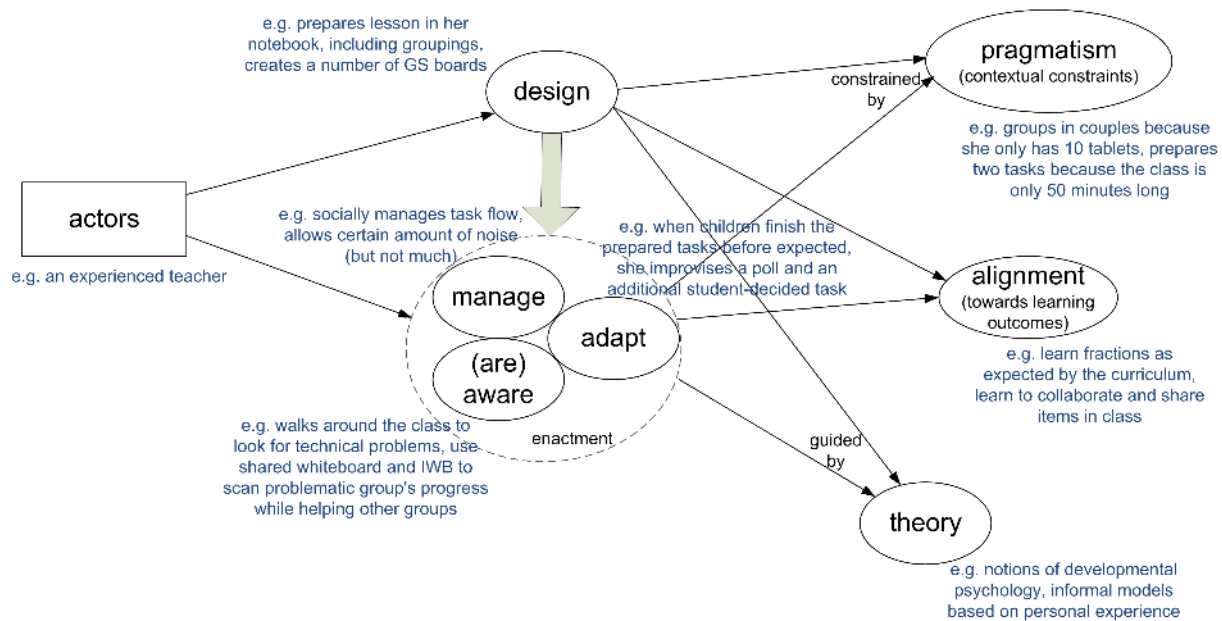 e.g. prepares lesson in her
notebook, including groupings,
creates a number of GS boards
design
pragmatism
(contextual constraints)
constrained
by
e.g. groups in couples because
she only has 10 tablets, prepares
two tasks because the class is
only 50 minutes long
actors
e.g. an experienced teacher
e.g. socially manages task flow,
allows certain amount of noise
(but not much)
e.g. when children finish the
prepared tasks before expected,
she improvises a poll and an
additional student-decided task
manage
adapt
(are)
aware
enactment
alignment
(towards learning
outcomes)
e.g. learn fractions as
expected by the curriculum,
learn to collaborate and share
items in class
e.g. walks around the class to
look for technical problems, use
shared whiteboard and IWB to
scan problematic group's progress
while helping other groups
guided
by
theory
e.g. notions of developmental
psychology, informal models
based on personal experience